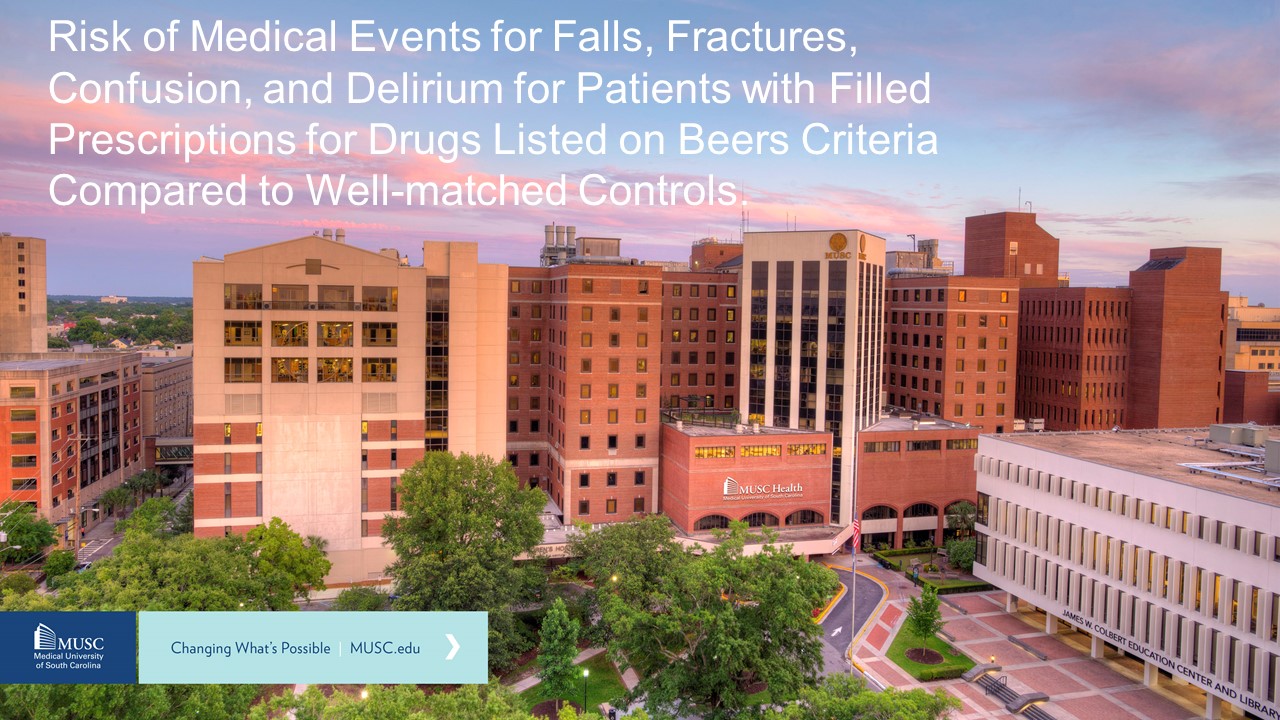 Risk of Medical Events for Falls, Fractures,
Confusion, and Delirium for Patients with Filled
Prescriptions for Drugs Listed on Beers Criteria
Compared to Well-matched Controls.
MUSC
MUSC Health
Medical University of South Carolina
JAMES W. COLBERT EDUCATION CENTER AND LIBRARY
MUSC
Medical University
of South Carolina
Changing What's Possible | MUSC.edu